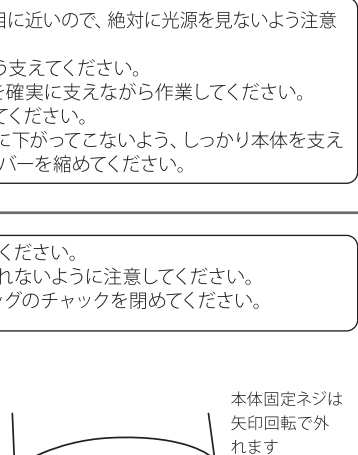 目に近いので、絶対に光源を見ないよう注意
う支えてください。
を確実に支えながら作業してください。
てください。
に下がってこないよう、しっかり本体を支え
バーを縮めてください。
ください。
れないように注意してください。
ッグのチャックを閉めてください。
本体固定ネジは
矢印回転で外
れます